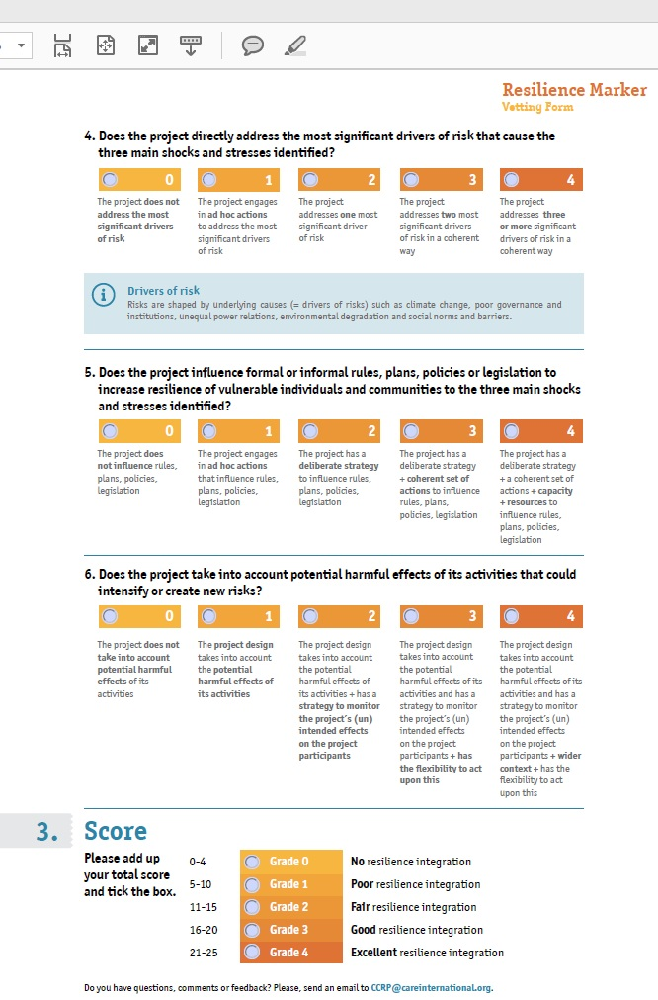 Resilience Marker
Vetting Form
4. Does the project directly address the most significant drivers of risk that cause the
three main shocks and stresses identified?
0
1
2
3
4
The project does not
address the most
significant drivers
of risk
The project engages
in ad hoc actions
to address the most
significant drivers
of risk
The project
addresses one most
significant driver
of risk
The project
addresses two most
significant drivers
of risk in a coherent
way
The project
addresses three
or more significant
drivers of risk in a
coherent way
Drivers of risk
Risks are shaped by underlying causes (= drivers of risks) such as climate change, poor governance and
institutions, unequal power relations, environmental degradation and social norms and barriers.
5. Does the project influence formal or informal rules, plans, policies or legislation to
increase resilience of vulnerable individuals and communities to the three main shocks
and stresses identified?
0
1
2
3
4
The project does
not influence rules,
plans, policies,
legislation
The project engages
in ad hoc actions
that influence rules,
plans, policies,
legislation
The project has a
deliberate strategy
to influence rules,
plans, policies,
legislation
The project has a
deliberate strategy
+ coherent set of
actions to influence
rules, plans,
policies, legislation
The project has a
deliberate strategy
+ a coherent set of
actions + capacity
+ resources to
influence rules,
plans, policies,
legislation
6. Does the project take into account potential harmful effects of its activities that could
intensify or create new risks?
0
1
2
3
4
The project does not
take into account
potential harmful
effects of its
activities
The project design
takes into account
the potential
harmful effects of
its activities
The project design
takes into account
the potential
harmful effects of
its activities + has a
strategy to monitor
the project's (un)
intended effects
on the project
participants
The project design
takes into account
the potential
harmful effects of its
activities and has a
strategy to monitor
the project's (un)
intended effects
on the project
participants + has
the flexibility to act
upon this
The project design
takes into account
the potential
harmful effects of its
activities and has a
strategy to monitor
the project's (un)
intended effects
on the project
participants + wider
context + has the
flexibility to act
upon this
3. Score
Please add up
your total score
and tick the box.
0-4 Grade 0 No resilience integration
5-10 Grade 1 Poor resilience integration
11-15 Grade 2 Fair resilience integration
16-20 Grade 3 Good resilience integration
21-25 Grade 4 Excellent resilience integration
Do you have questions, comments or feedback? Please, send an email to CCRP@careinternational.org.